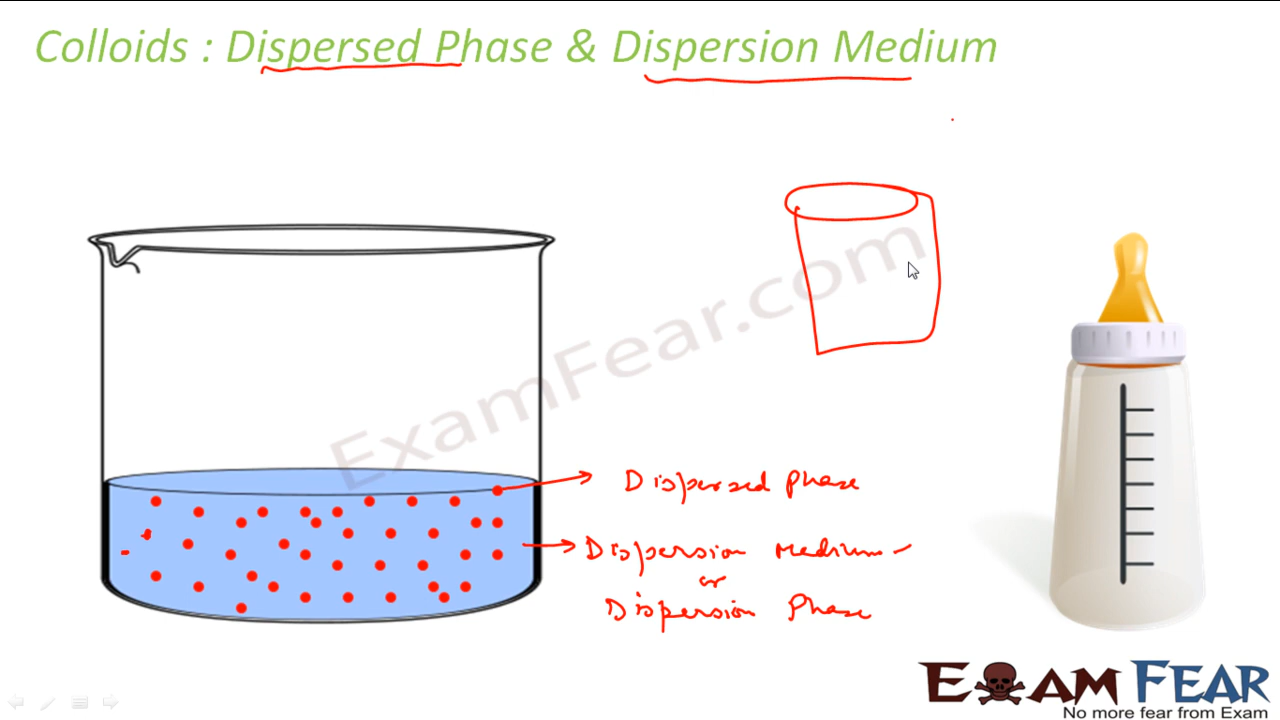 Colloids : Dispersed Phase & Dispersion Medium
ExamFear.com
Dispersed Phase
Dispersion Medium
or
Dispersion Phase
EXAM FEAR
No more fear from Exam